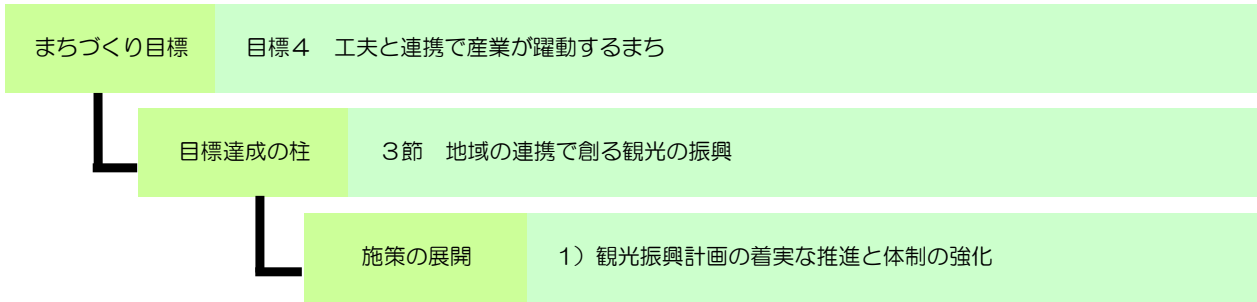 まちづくり目標　目標４　工夫と連携で産業が躍動するまち
目標達成の柱　３節　地域の連携で創る観光の振興
施策の展開　1）観光振興計画の着実な推進と体制の強化